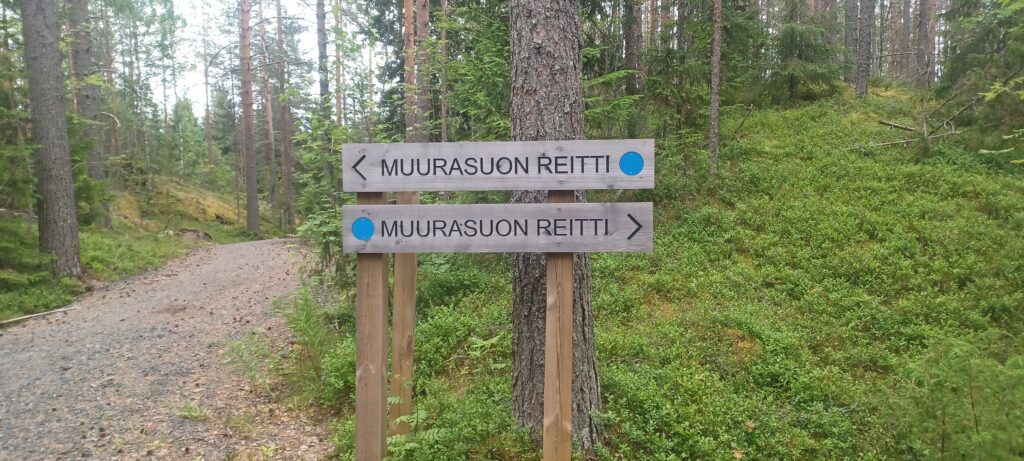 < MUURASUON REITTI
MUURASUON REITTI >